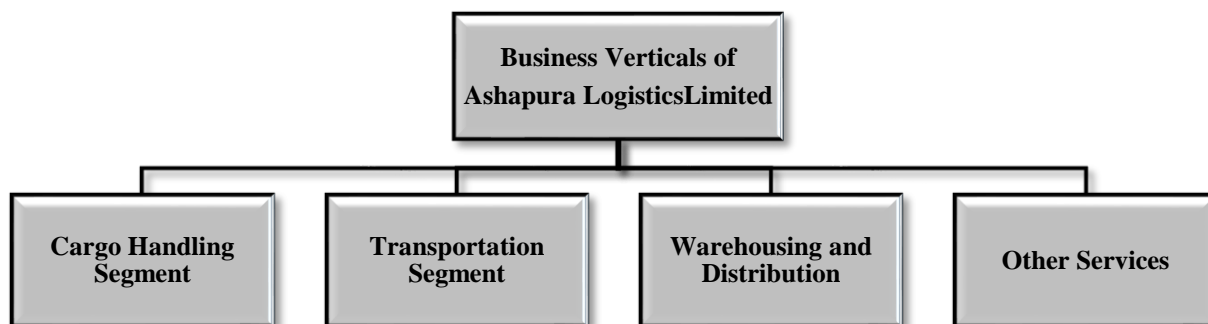 Business Verticals of
Ashapura LogisticsLimited
Cargo Handling
Segment
Transportation
Segment
Warehousing and
Distribution
Other Services